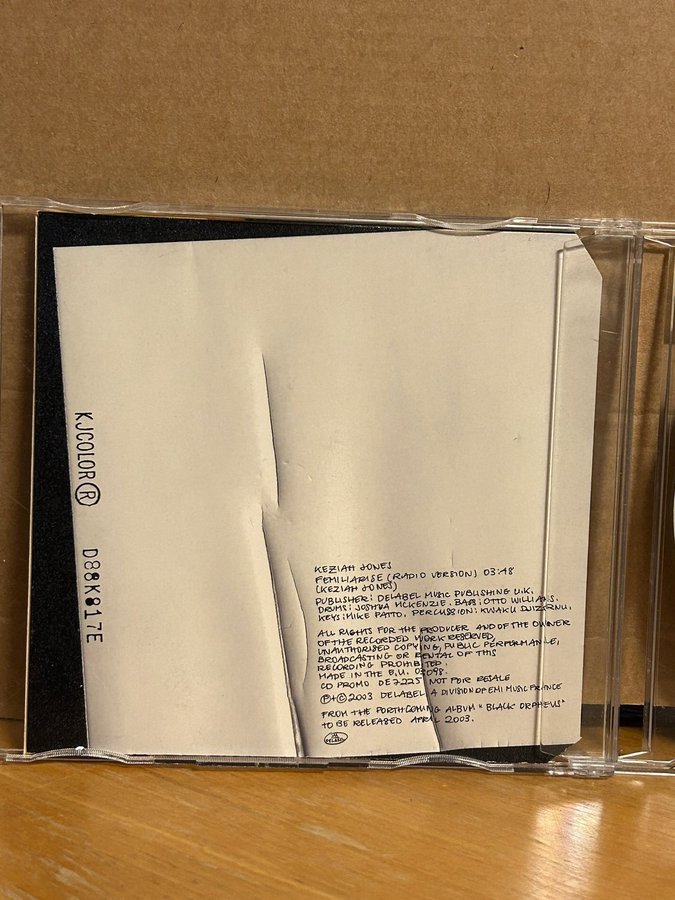 KJCOLOR®
D88K817E
KEZIAH JONES
FEMILIARISE (RADIO VERSION) 03:48
(KEZIAH JONES)
PUBLISHER: DELABEL MUSIC PUBLISHING U.K.
DRUMS: JOSHUA MCKENZIE. BASS: OTTO WILLIAMS.
KEYS: MIKE PATTO. PERCUSSION: KWAKU
ALL RIGHTS FOR THE PRODUCER AND OF THE OWNER
OF THE RECORDED WORK RESERVED,
UNAUTHORISED COPYING, PUBLIC PERFORMANCE,
BROADCASTING OR RENTAL OF THIS
RECORDING PROHIBITED.
MADE IN THE E.U. 03098.
CD PROMO DE7225 NOT FOR RESALE
℗+© 2003 DELABEL, A DIVISION OF EMI MUSIC FRANCE
FROM THE FORTHCOMING ALBUM "BLACK ORPHEUS"
TO BE RELEASED APRIL 2003.